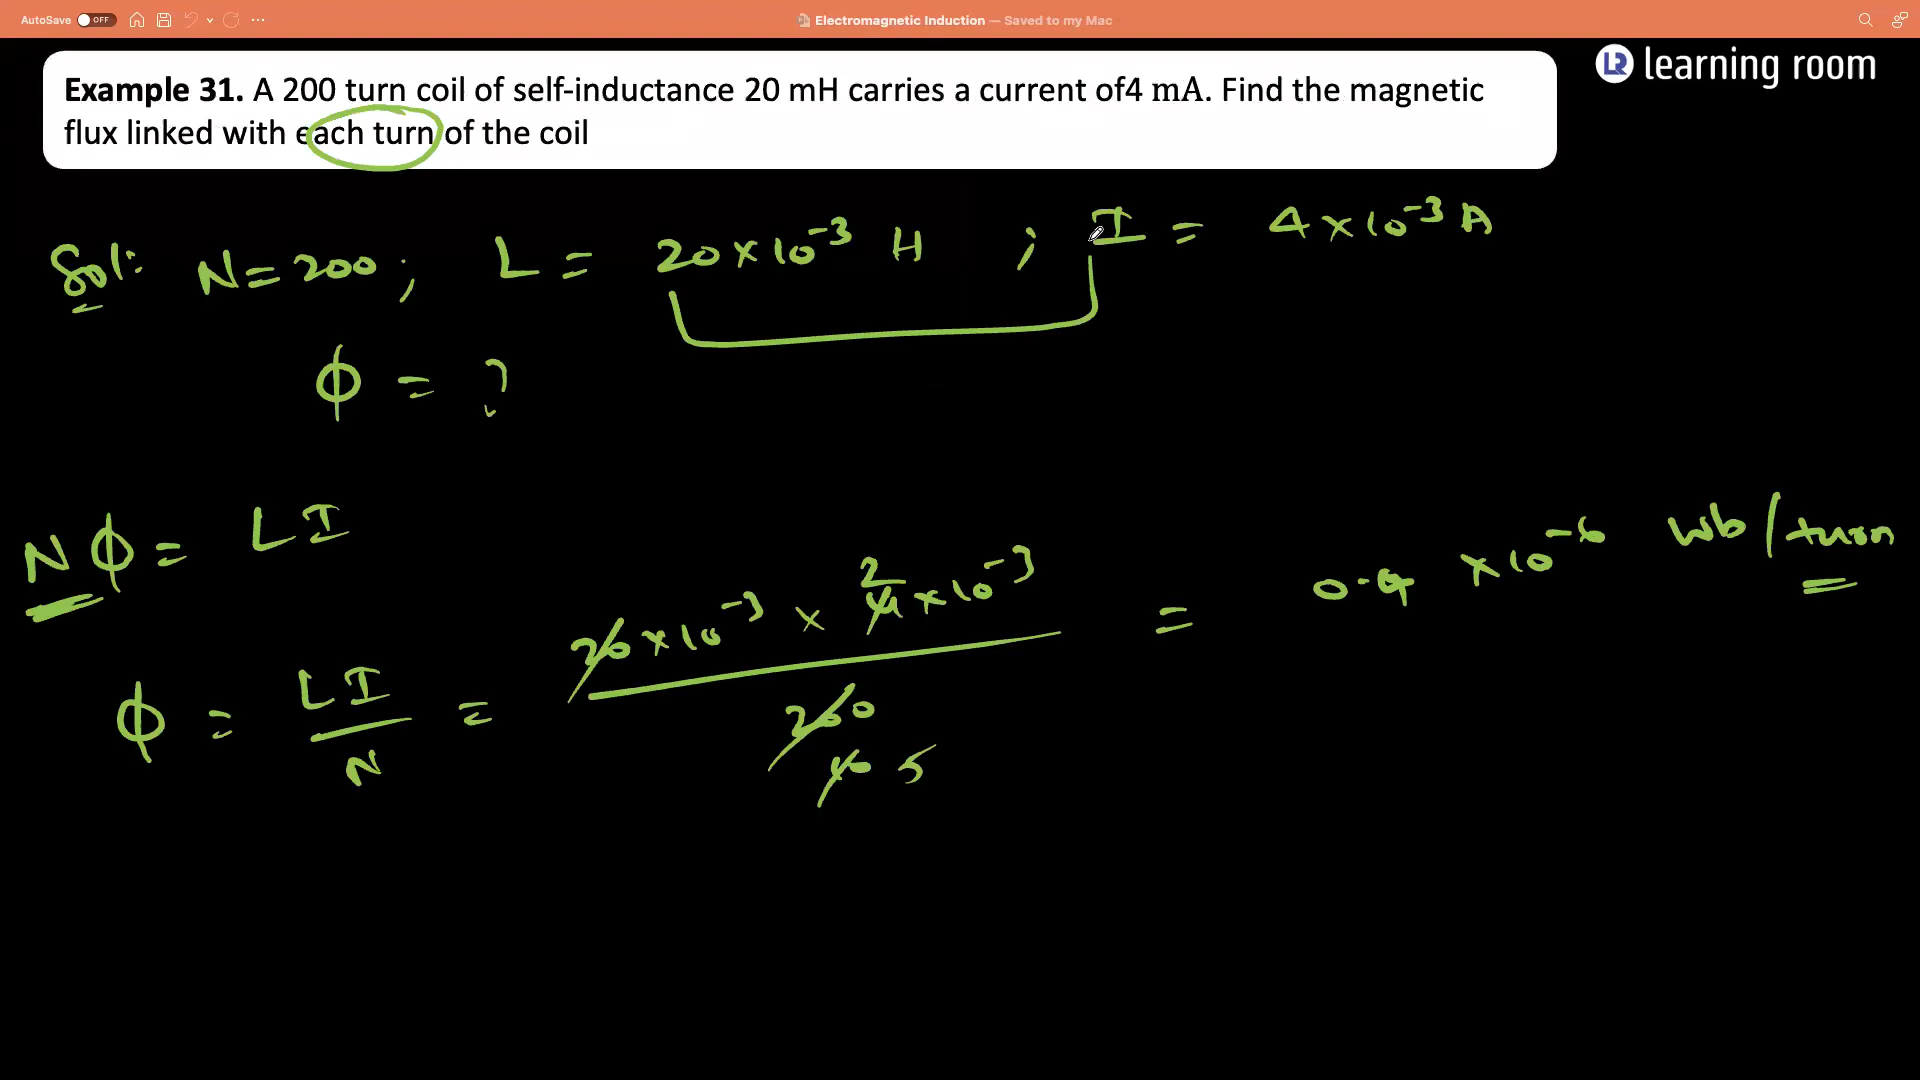 AutoSave OFF ··· Electromagnetic Induction — Saved to my Mac
LR learning room
Example 31. A 200 turn coil of self-inductance 20 mH carries a current of4 mA. Find the magnetic
flux linked with each turn of the coil
Sol: N = 200 ; L = 20 × 10⁻³ H ; I = 4 × 10⁻³ A
Φ = ?
NΦ = LI
Φ = LI/N = 20 × 10⁻³ × 4 × 10⁻³ / 200 = 0.4 × 10⁻⁶ Wb/turn
2
10 5